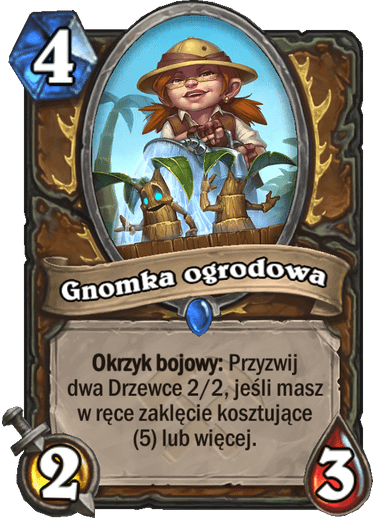 4
Gnomka ogrodowa
Okrzyk bojowy: Przyzwij
dwa Drzewce 2/2, jeśli masz
w ręce zaklęcie kosztujące
(5) lub więcej.
2
3